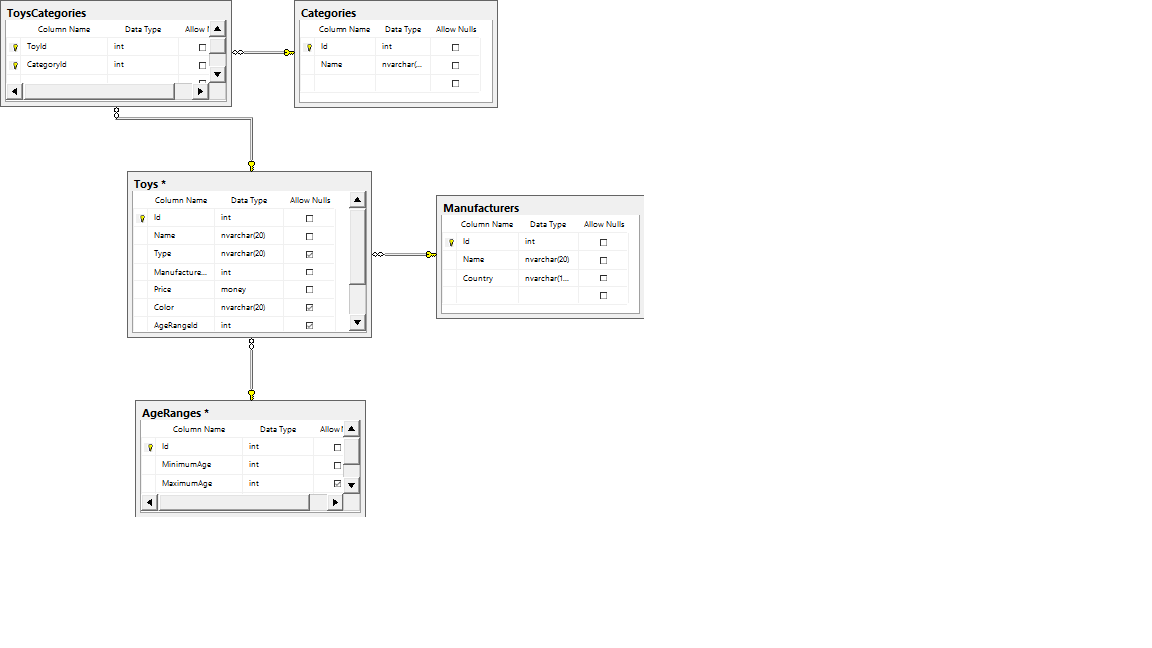 ToysCategories
Column Name Data Type Allow N
ToyId int
CategoryId int
Categories
Column Name Data Type Allow Nulls
Id int
Name nvarchar(...
Toys *
Column Name Data Type Allow Nulls
Id int
Name nvarchar(20)
Type nvarchar(20)
Manufacture... int
Price money
Color nvarchar(20)
AgeRangeId int
Manufacturers
Column Name Data Type Allow Nulls
Id int
Name nvarchar(20)
Country nvarchar(1...
AgeRanges *
Column Name Data Type Allow N
Id int
MinimumAge int
MaximumAge int